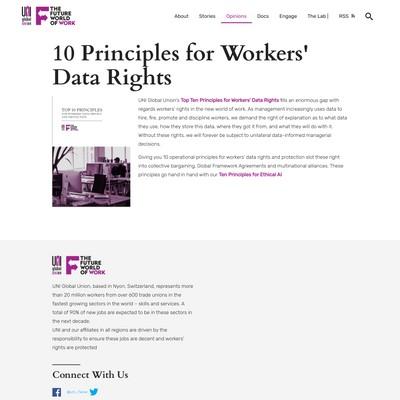 UNI global union THE FUTURE WORLD OF WORK
About Stories Opinions Docs Engage The Lab | RSS
10 Principles for Workers'
Data Rights
TOP 10 PRINCIPLES
UNI Global Union's Top Ten Principles for Workers' Data Rights fills an enormous gap with
regards workers' rights in the new world of work. As management increasingly uses data to
hire, fire, promote and discipline workers, we demand the right of explanation as to what data
they use, how they store this data, where they got it from, and what they will do with it.
Without these rights, we will forever be subject to unilateral data-informed managerial
decisions.
Giving you 10 operational principles for workers' data rights and protection slot these right
into collective bargaining, Global Framework Agreements and multinational alliances. These
principles go hand in hand with our Ten Principles for Ethical AI
UNI global union THE FUTURE WORLD OF WORK
UNI Global Union, based in Nyon, Switzerland, represents more
than 20 million workers from over 600 trade unions in the
fastest growing sectors in the world – skills and services. A
total of 90% of new jobs are expected to be in these sectors in
the next decade.
UNI and our affiliates in all regions are driven by the
responsibility to ensure these jobs are decent and workers'
rights are protected
Connect With Us